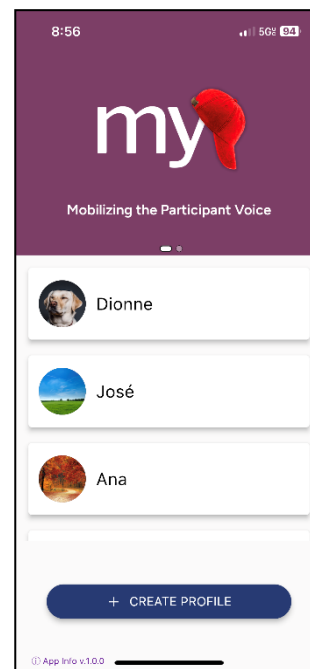 8:56
5G 94
my
Mobilizing the Participant Voice
Dionne
José
Ana
+ CREATE PROFILE
App Info v.1.0.0